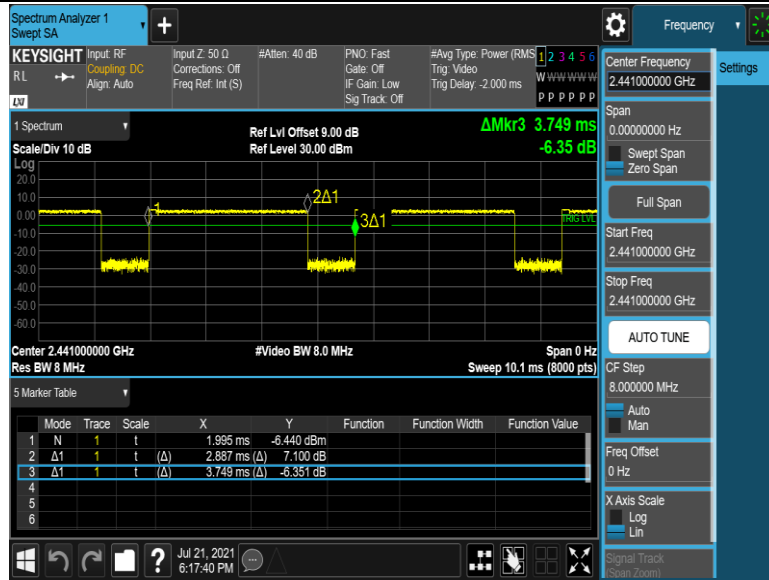 Spectrum Analyzer 1
Swept SA
+
Frequency
KEYSIGHT Input: RF Input Z: 50 Ω #Atten: 40 dB PNO: Fast #Avg Type: Power (RMS 1 2 3 4 5 6
RL Coupling: DC Corrections: Off Gate: Off Trig: Video W W W W W W
Align: Auto Freq Ref: Int (S) IF Gain: Low Trig Delay: -2.000 ms
Sig Track: Off P P P P P P
LXI
1 Spectrum
Ref Lvl Offset 9.00 dB ΔMkr3 3.749 ms
Scale/Div 10 dB Ref Level 30.00 dBm -6.35 dB
Log
20.0
10.0
0.00
-10.0
-20.0
-30.0
-40.0
-50.0
-60.0
1
2Δ1
3Δ1
TRIG LVL
Center 2.441000000 GHz #Video BW 8.0 MHz Span 0 Hz
Res BW 8 MHz Sweep 10.1 ms (8000 pts)
5 Marker Table
Mode Trace Scale X Y Function Function Width Function Value
1 N 1 t 1.995 ms -6.440 dBm
2 Δ1 1 t (Δ) 2.887 ms (Δ) 7.100 dB
3 Δ1 1 t (Δ) 3.749 ms (Δ) -6.351 dB
4
5
6
Jul 21, 2021
6:17:40 PM
?
Center Frequency
2.441000000 GHz
Settings
Span
0.00000000 Hz
Swept Span
Zero Span
Full Span
Start Freq
2.441000000 GHz
Stop Freq
2.441000000 GHz
AUTO TUNE
CF Step
8.000000 MHz
Auto
Man
Freq Offset
0 Hz
X Axis Scale
Log
Lin
Signal Track
(Span Zoom)